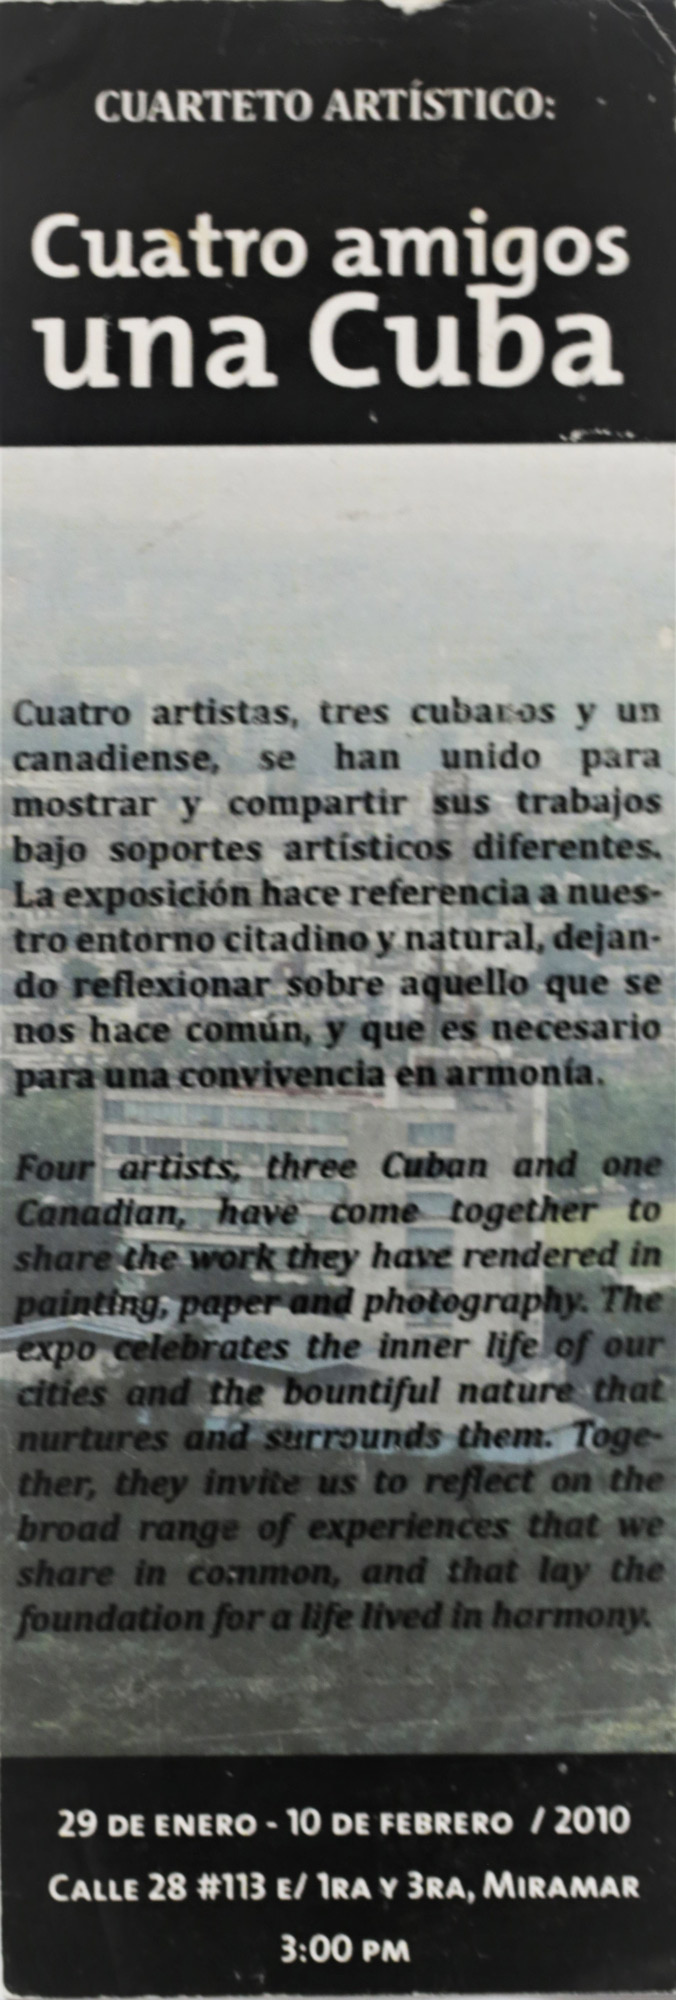 CUARTETO ARTÍSTICO:
Cuatro amigos
una Cuba
Cuatro artistas, tres cubanos y un
canadiense, se han unido para
mostrar y compartir sus trabajos
bajo soportes artísticos diferentes.
La exposición hace referencia a nues-
tro entorno citadino y natural, dejan-
do reflexionar sobre aquello que se
nos hace común, y que es necesario
para una convivencia en armonía.
Four artists, three Cuban and one
Canadian, have come together to
share the work they have rendered in
painting, paper and photography. The
expo celebrates the inner life of our
cities and the bountiful nature that
nurtures and surrounds them. Toge-
ther, they invite us to reflect on the
broad range of experiences that we
share in common, and that lay the
foundation for a life lived in harmony.
29 DE ENERO - 10 DE FEBRERO / 2010
CALLE 28 #113 E/ 1RA Y 3RA, MIRAMAR
3:00 PM